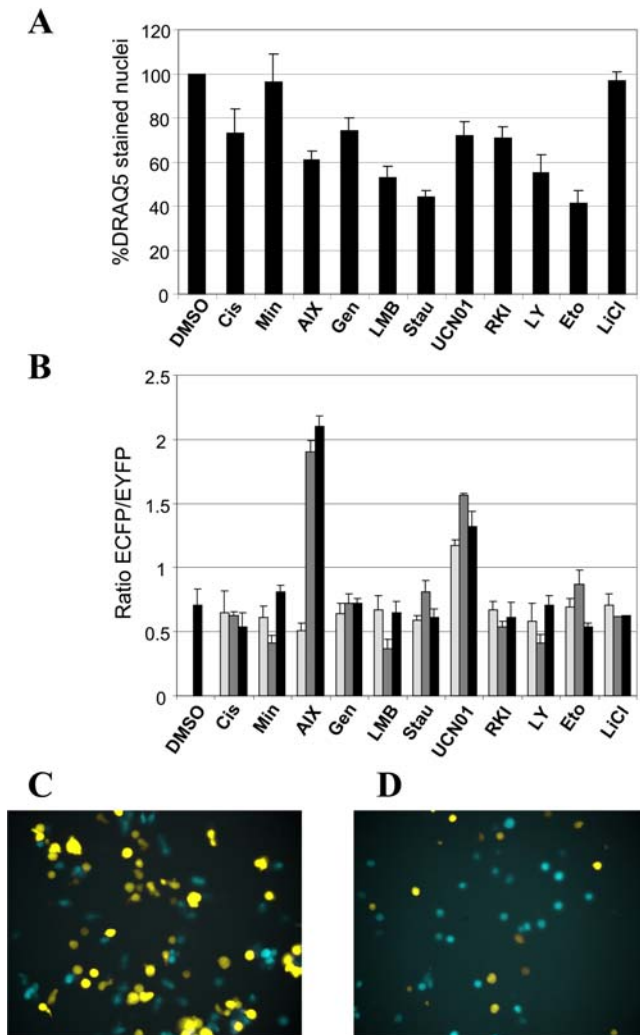 A
%DRAQ5 stained nuclei
120
100
80
60
40
20
0
DMSO Cis Min AIX Gen LMB Stau UCN01 RKI LY Eto LiCl
B
Ratio ECFP/EYFP
2.5
2
1.5
1
0.5
0
DMSO Cis Min AIX Gen LMB Stau UCN01 RKI LY Eto LiCl
C D